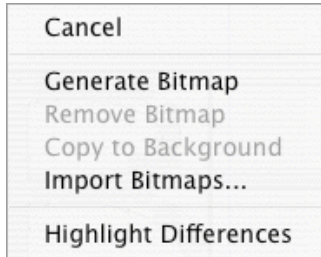 Cancel
Generate Bitmap
Remove Bitmap
Copy to Background
Import Bitmaps...
Highlight Differences